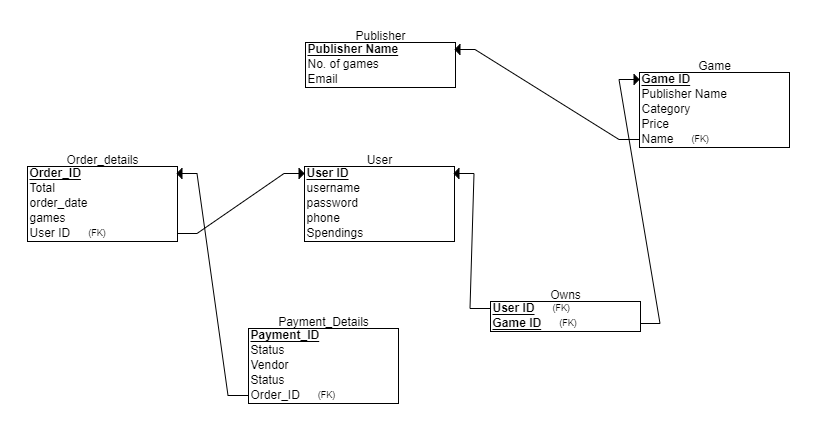 Publisher
Publisher Name
No. of games
Email
Game
Game ID
Publisher Name
Category
Price
Name (FK)
Order_details
Order_ID
Total
order_date
games
User ID (FK)
User
User ID
username
password
phone
Spendings
Owns
User ID (FK)
Game ID (FK)
Payment_Details
Payment_ID
Status
Vendor
Status
Order_ID (FK)